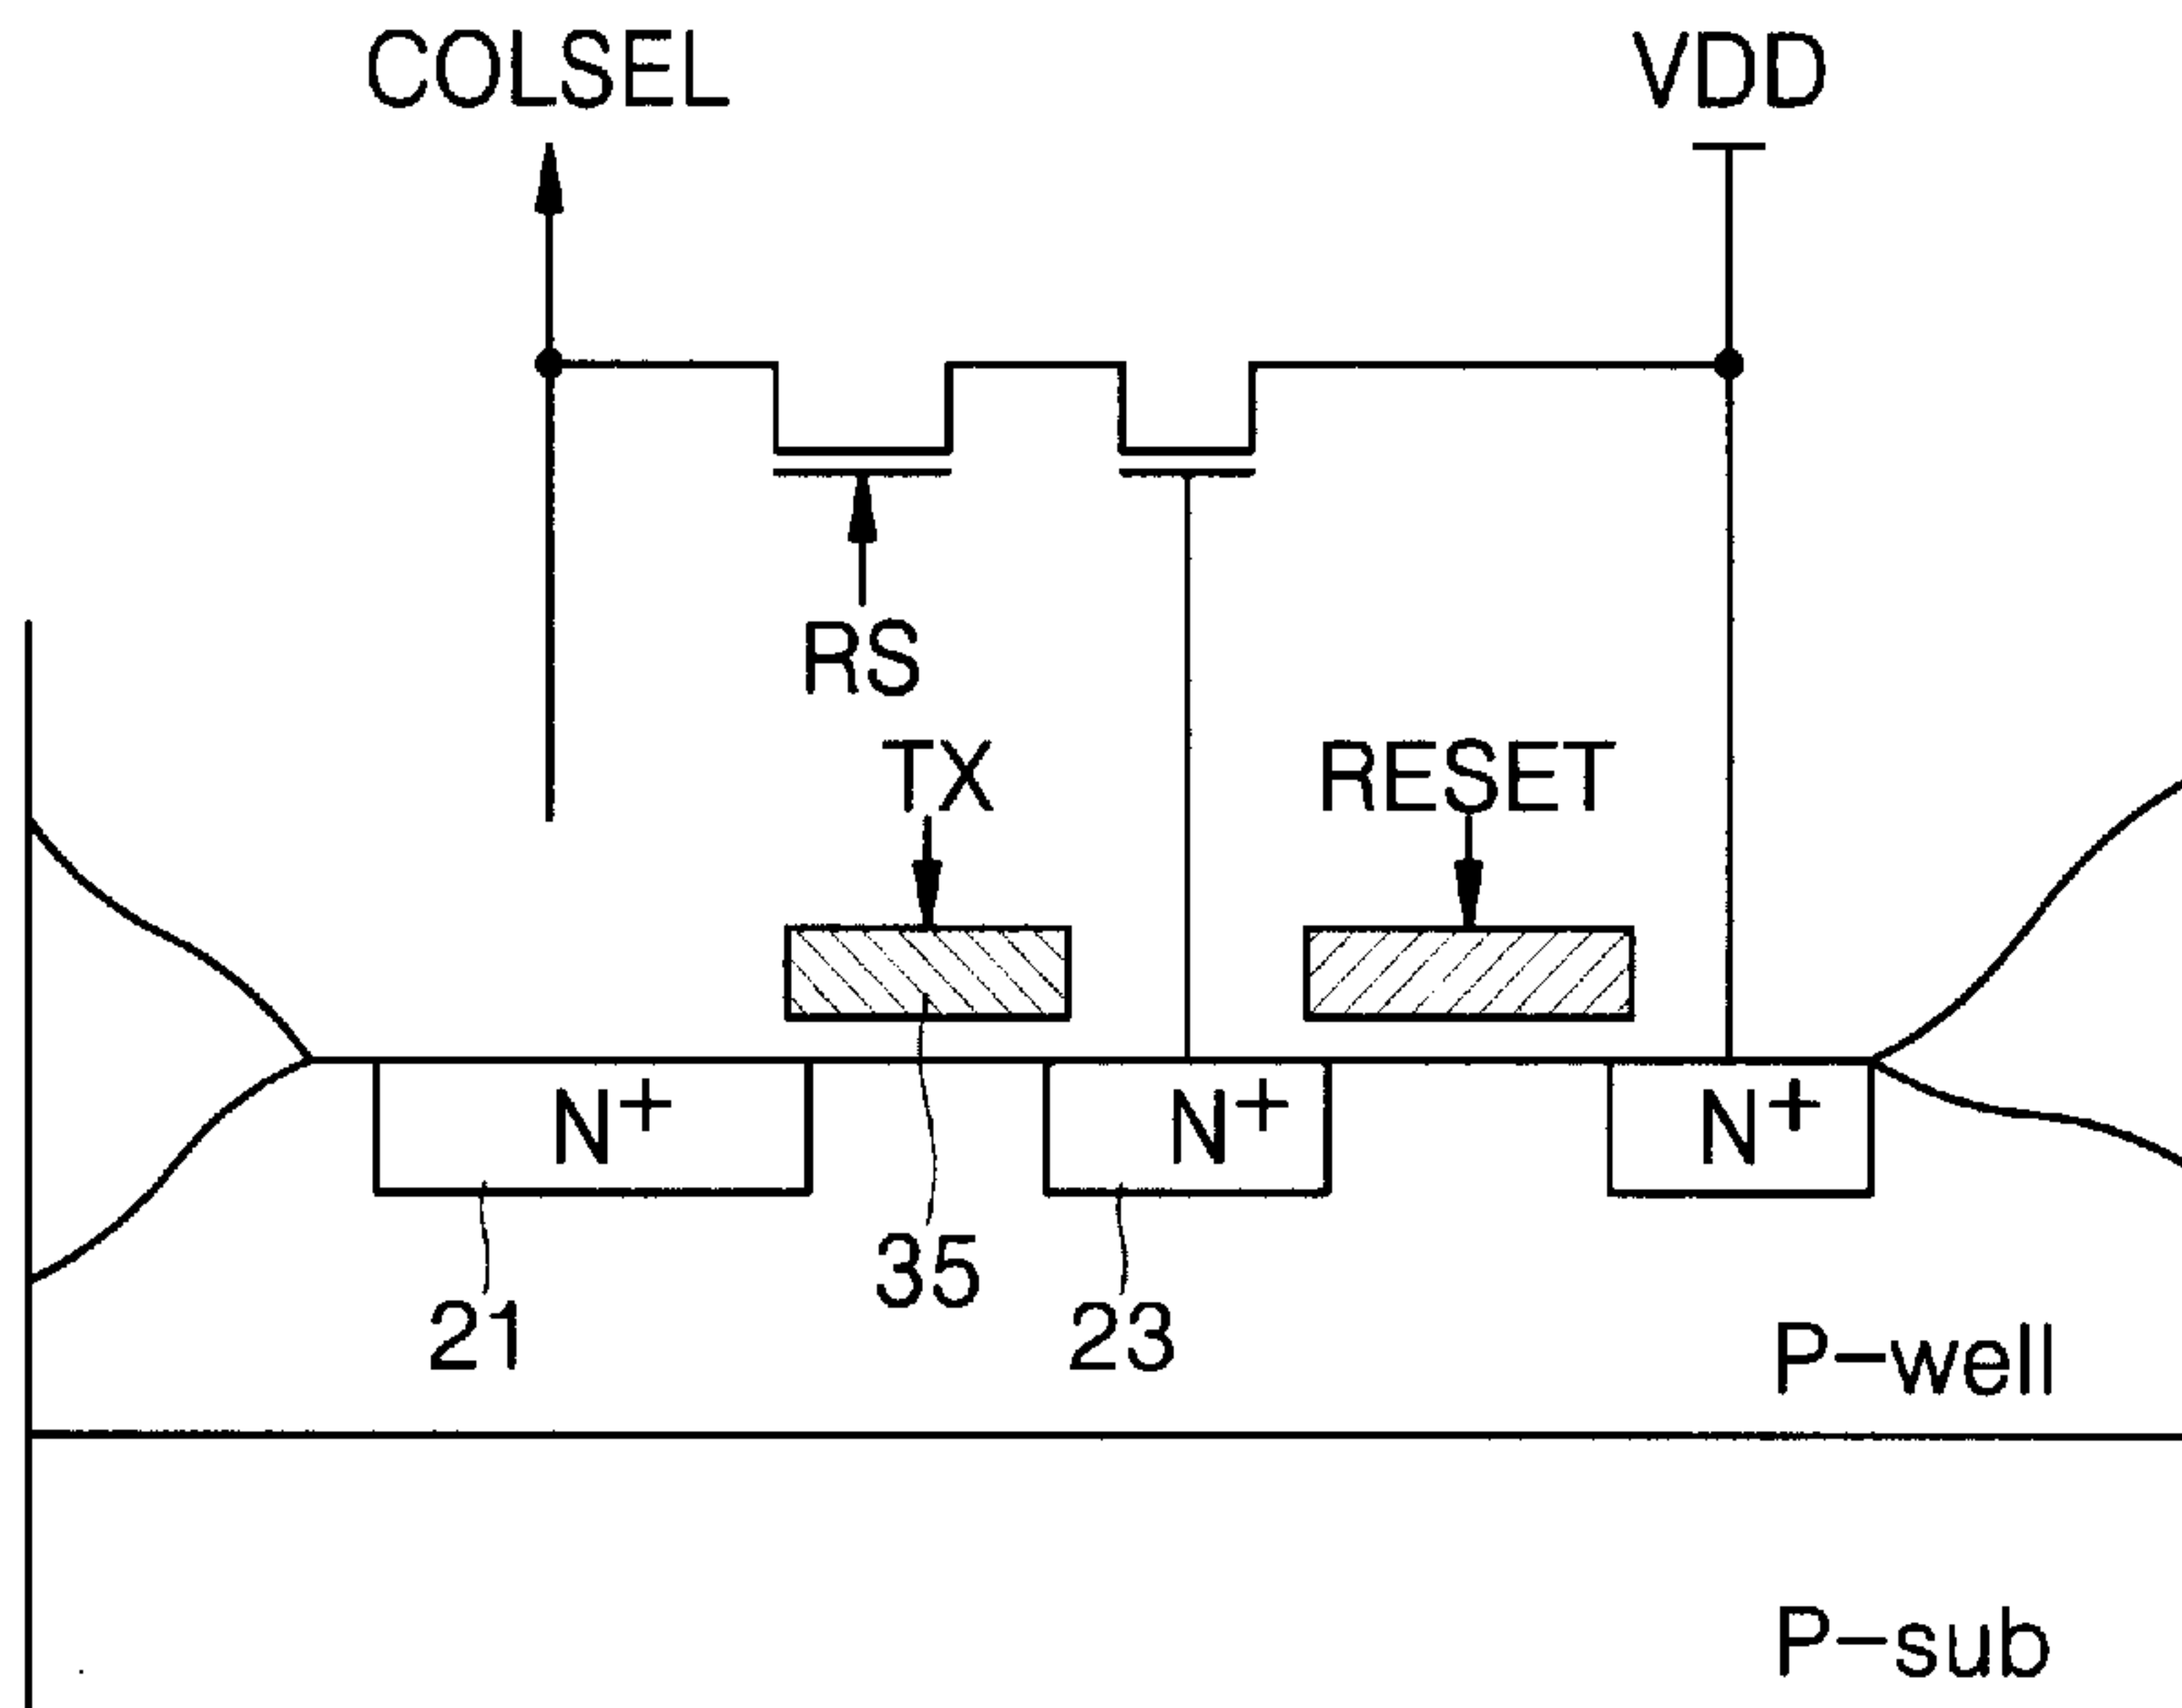 COLSEL VDD
RS
TX RESET
N+ N+ N+
35
21 23
P-well
P-sub